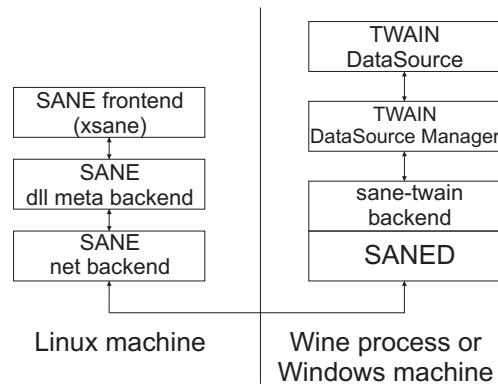 SANE frontend
(xsane)
SANE
dll meta backend
SANE
net backend
Linux machine
TWAIN
DataSource
TWAIN
DataSource Manager
sane-twain
backend
SANED
Wine process or
Windows machine